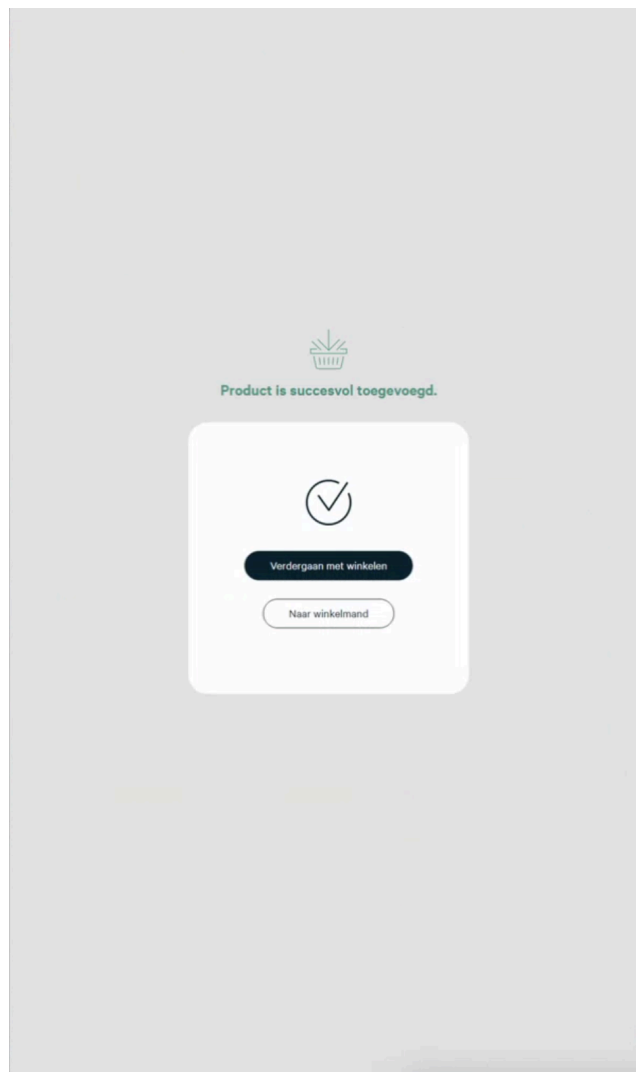 Product is succesvol toegevoegd.
Verdergaan met winkelen
Naar winkelmand